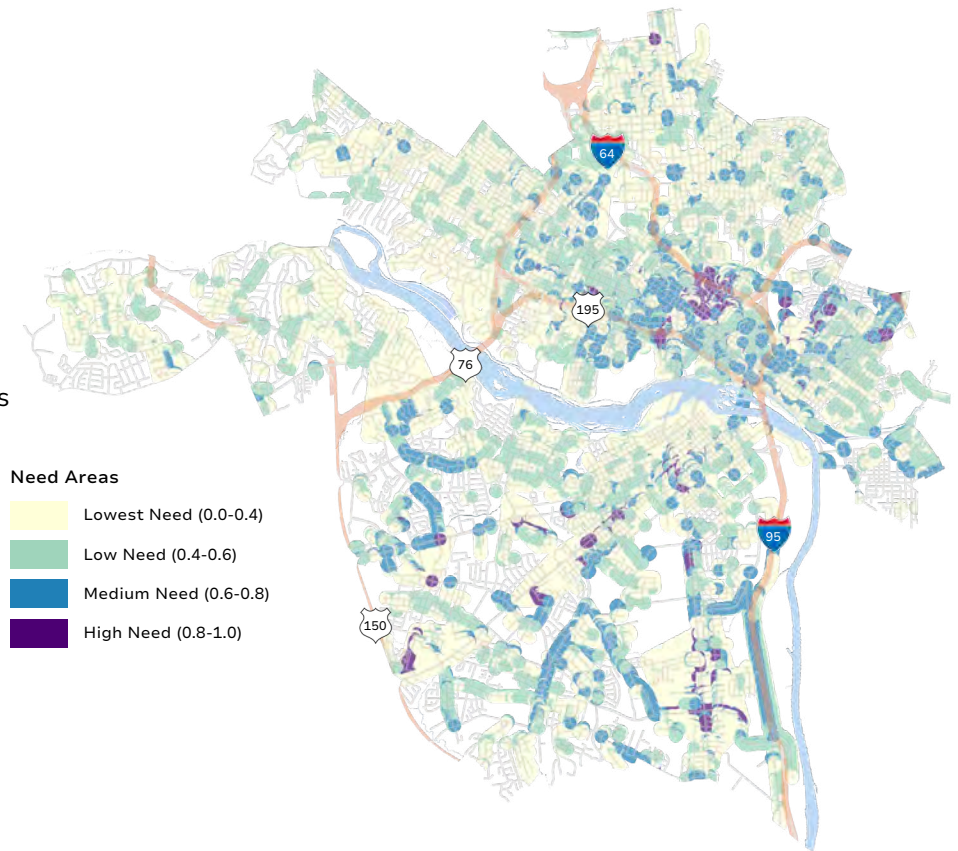 64
195
76
s
Need Areas
Lowest Need (0.0-0.4)
Low Need (0.4-0.6)
Medium Need (0.6-0.8)
High Need (0.8-1.0)
95
150